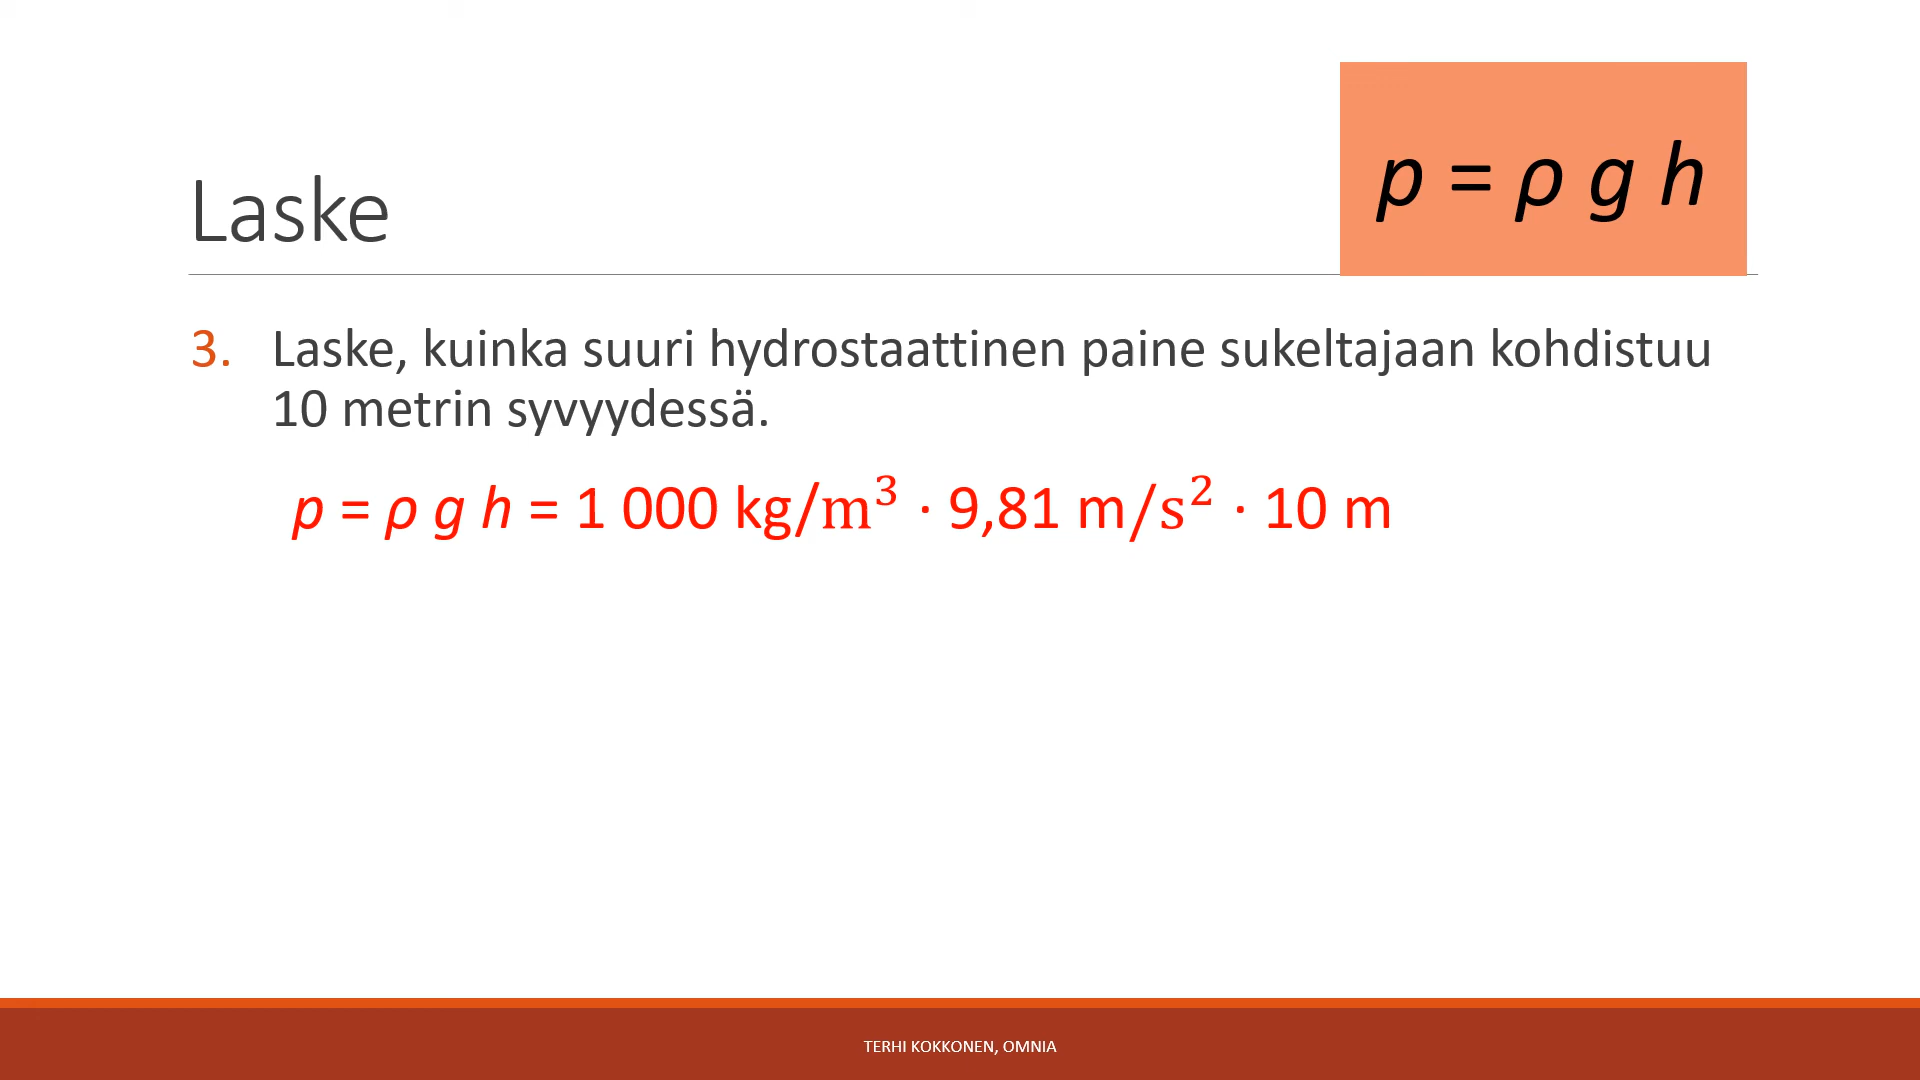 Laske
p = ρ g h
3. Laske, kuinka suuri hydrostaattinen paine sukeltajaan kohdistuu
10 metrin syvyydessä.
p = ρ g h = 1 000 kg/m³ · 9,81 m/s² · 10 m
TERHI KOKKONEN, OMNIA